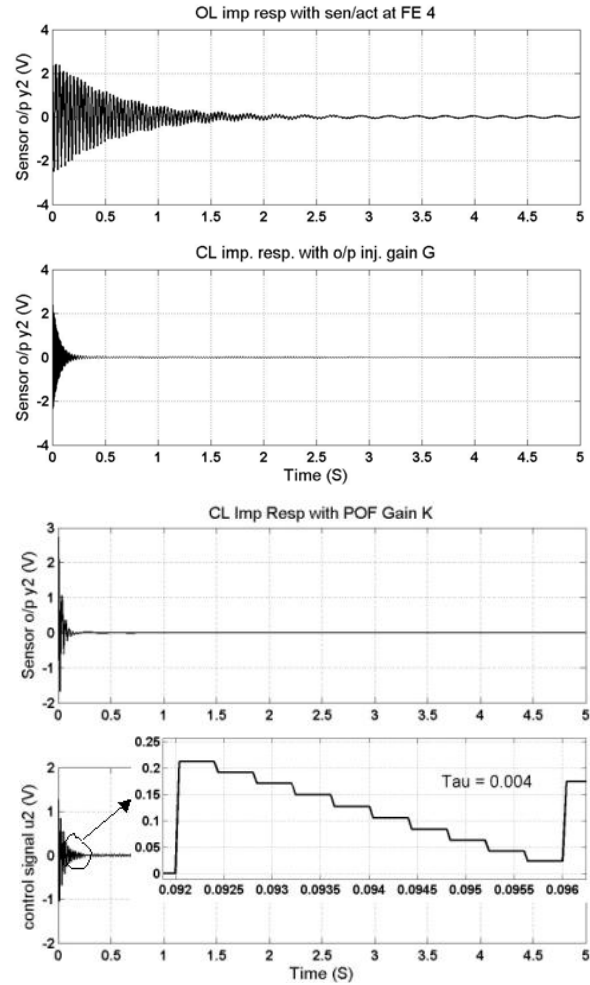 OL imp resp with sen/act at FE 4
Sensor o/p y2 (V)
4
2
0
-2
-4
0 0.5 1 1.5 2 2.5 3 3.5 4 4.5 5
CL imp. resp. with o/p inj. gain G
Sensor o/p y2 (V)
4
2
0
-2
-4
0 0.5 1 1.5 2 2.5 3 3.5 4 4.5 5
Time (S)
CL Imp Resp with POF Gain K
Sensor o/p y2 (V)
3
2
1
0
-1
-2
0 0.5 1 1.5 2 2.5 3 3.5 4 4.5 5
control signal u2 (V)
2
1
0
-1
-2
0.25
0.2
0.15
0.1
0.05
0
Tau = 0.004
0.092 0.0925 0.093 0.0935 0.094 0.0945 0.095 0.0955 0.096
0 0.5 1 1.5 2 2.5 3 3.5 4 4.5 5
Time (S)